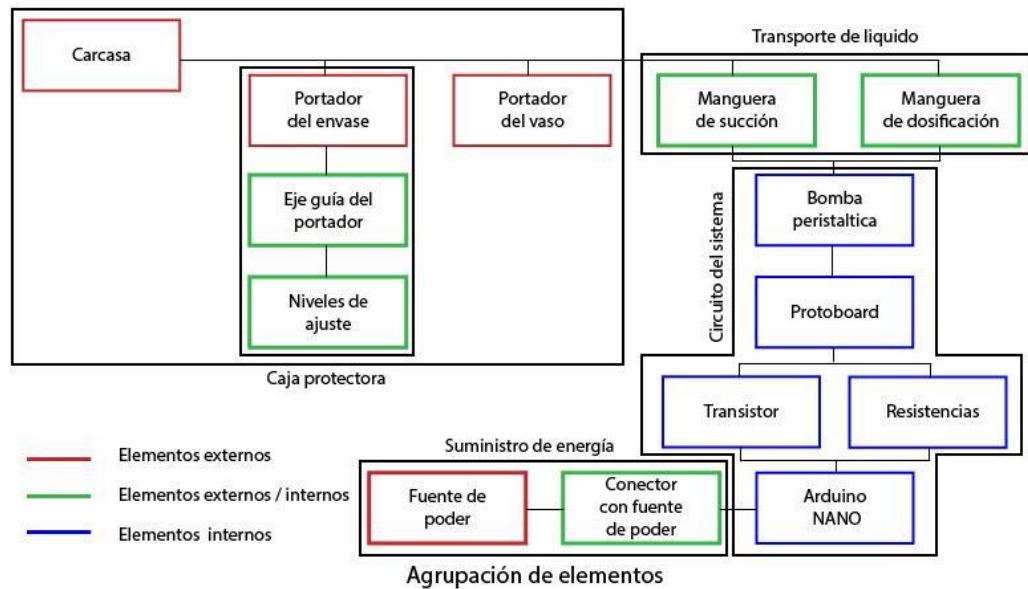 Carcasa
Transporte de liquido
Portador
del envase
Portador
del vaso
Manguera
de succión
Manguera
de dosificación
Eje guía del
portador
Bomba
peristaltica
Niveles de
ajuste
Circuito del sistema
Protoboard
Caja protectora
Transistor
Resistencias
Elementos externos
Elementos externos / internos
Elementos internos
Suministro de energía
Fuente de
poder
Conector
con fuente
de poder
Arduino
NANO
Agrupación de elementos